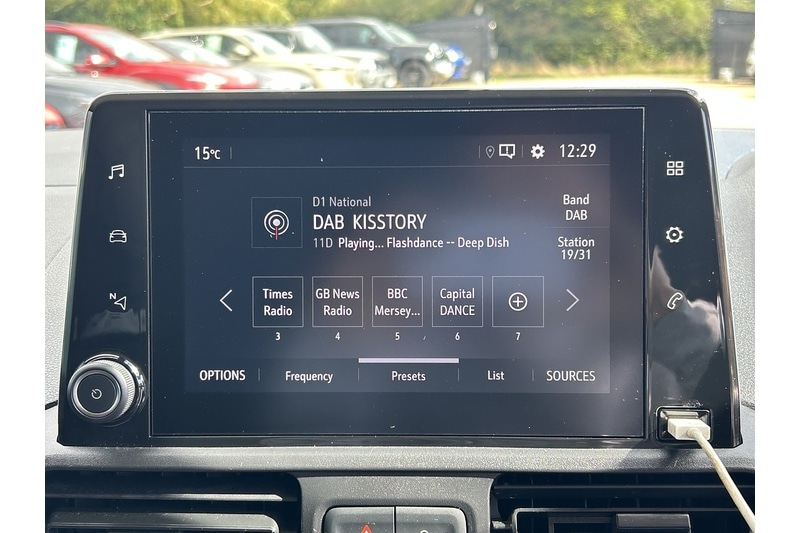 15°C
12:29
D1 National
DAB KISSTORY
11D Playing... Flashdance -- Deep Dish
Band
DAB
Station
19/31
Times
Radio
GB News
Radio
BBC
Mersey...
Capital
DANCE
3
4
5
6
7
OPTIONS
Frequency
Presets
List
SOURCES
N